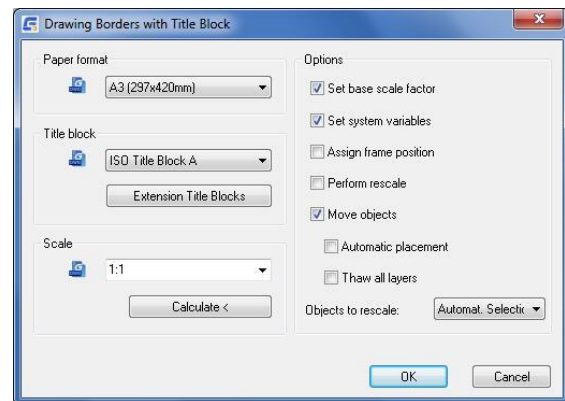 Drawing Borders with Title Block
Paper format
A3 (297x420mm)
Title block
ISO Title Block A
Extension Title Blocks
Scale
1:1
Calculate <
Options
Set base scale factor
Set system variables
Assign frame position
Perform rescale
Move objects
Automatic placement
Thaw all layers
Objects to rescale: Automat. Selectic
OK Cancel